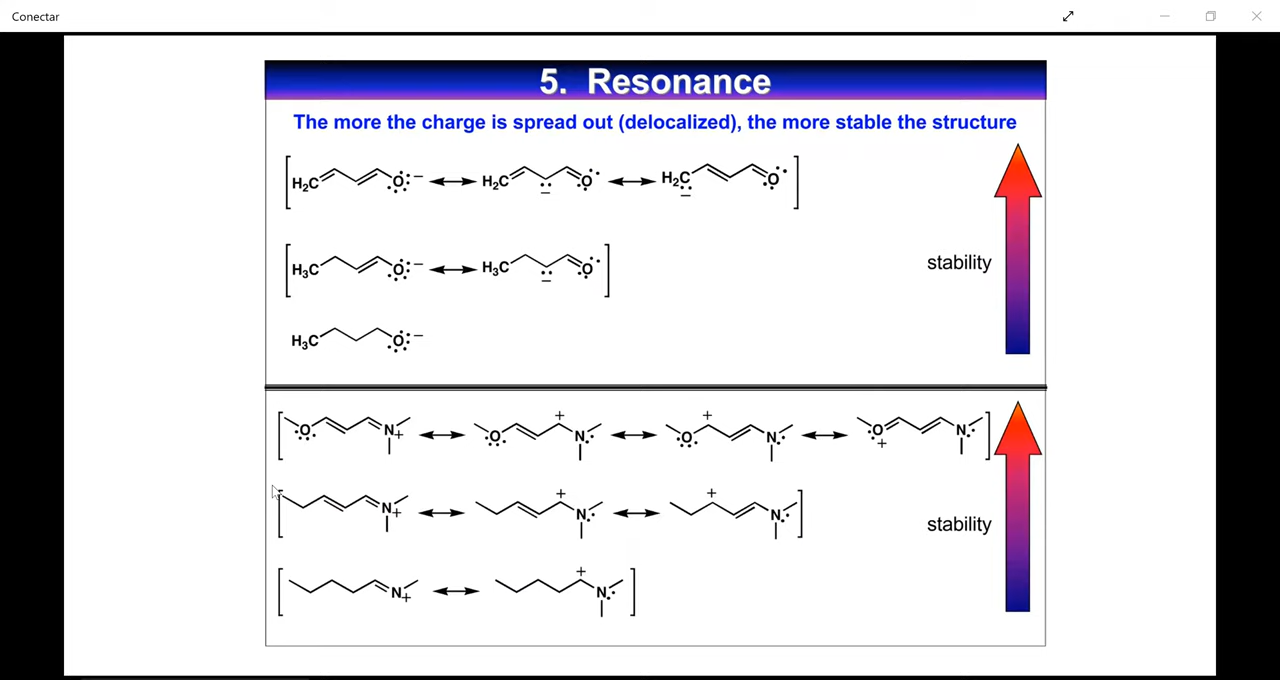 Conectar
5. Resonance
The more the charge is spread out (delocalized), the more stable the structure
H₂C O − H₂C − O H₂C − O
stability
H₃C O − H₃C − O
H₃C O −
O N + O + N O + N O + N
N + + N + N
stability
N + + N